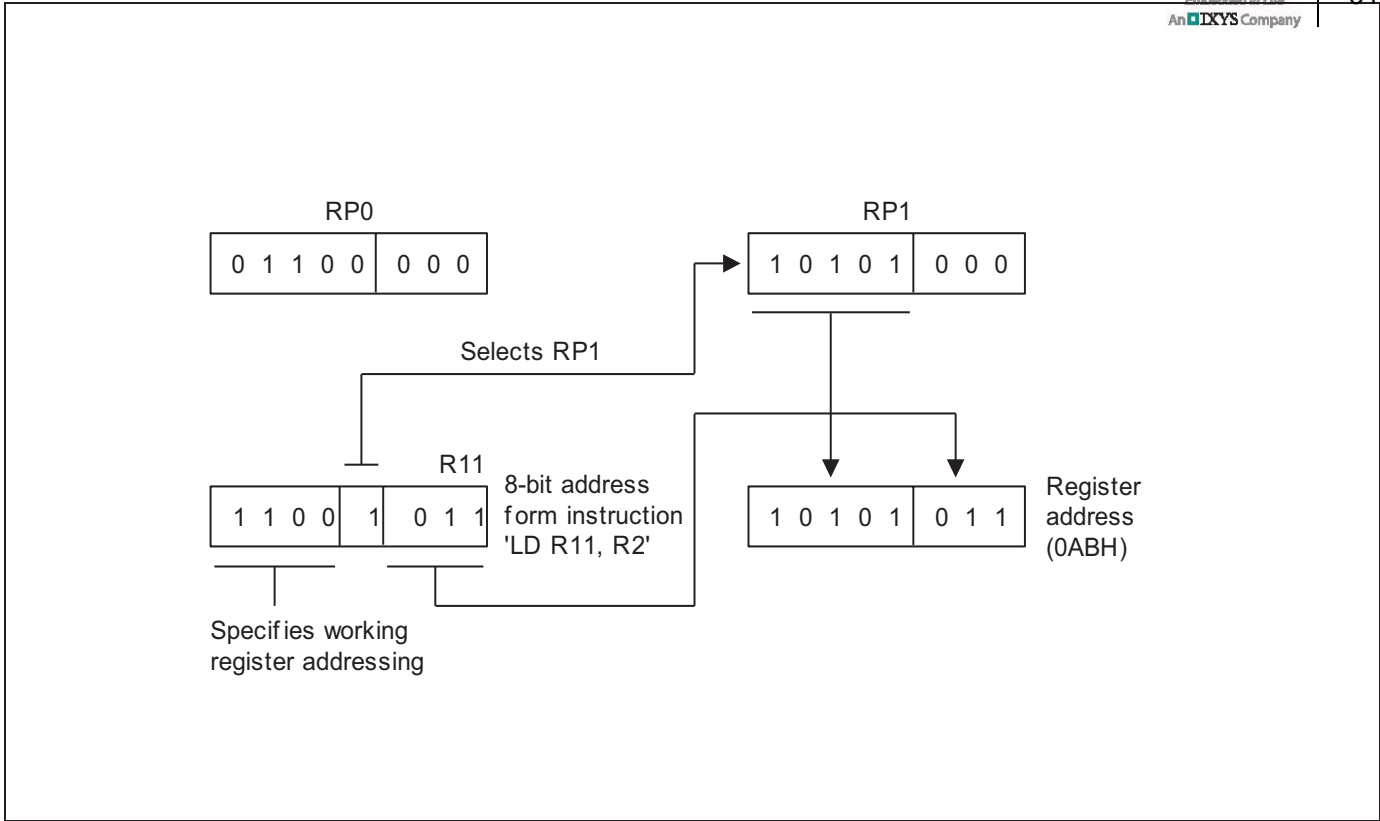 An IXYS Company
RP0
RP1
0 1 1 0 0 0 0 0
1 0 1 0 1 0 0 0
Selects RP1
R11
1 1 0 0 1 0 1 1
8-bit address
form instruction
'LD R11, R2'
1 0 1 0 1 0 1 1
Register
address
(0ABH)
Specifies working
register addressing